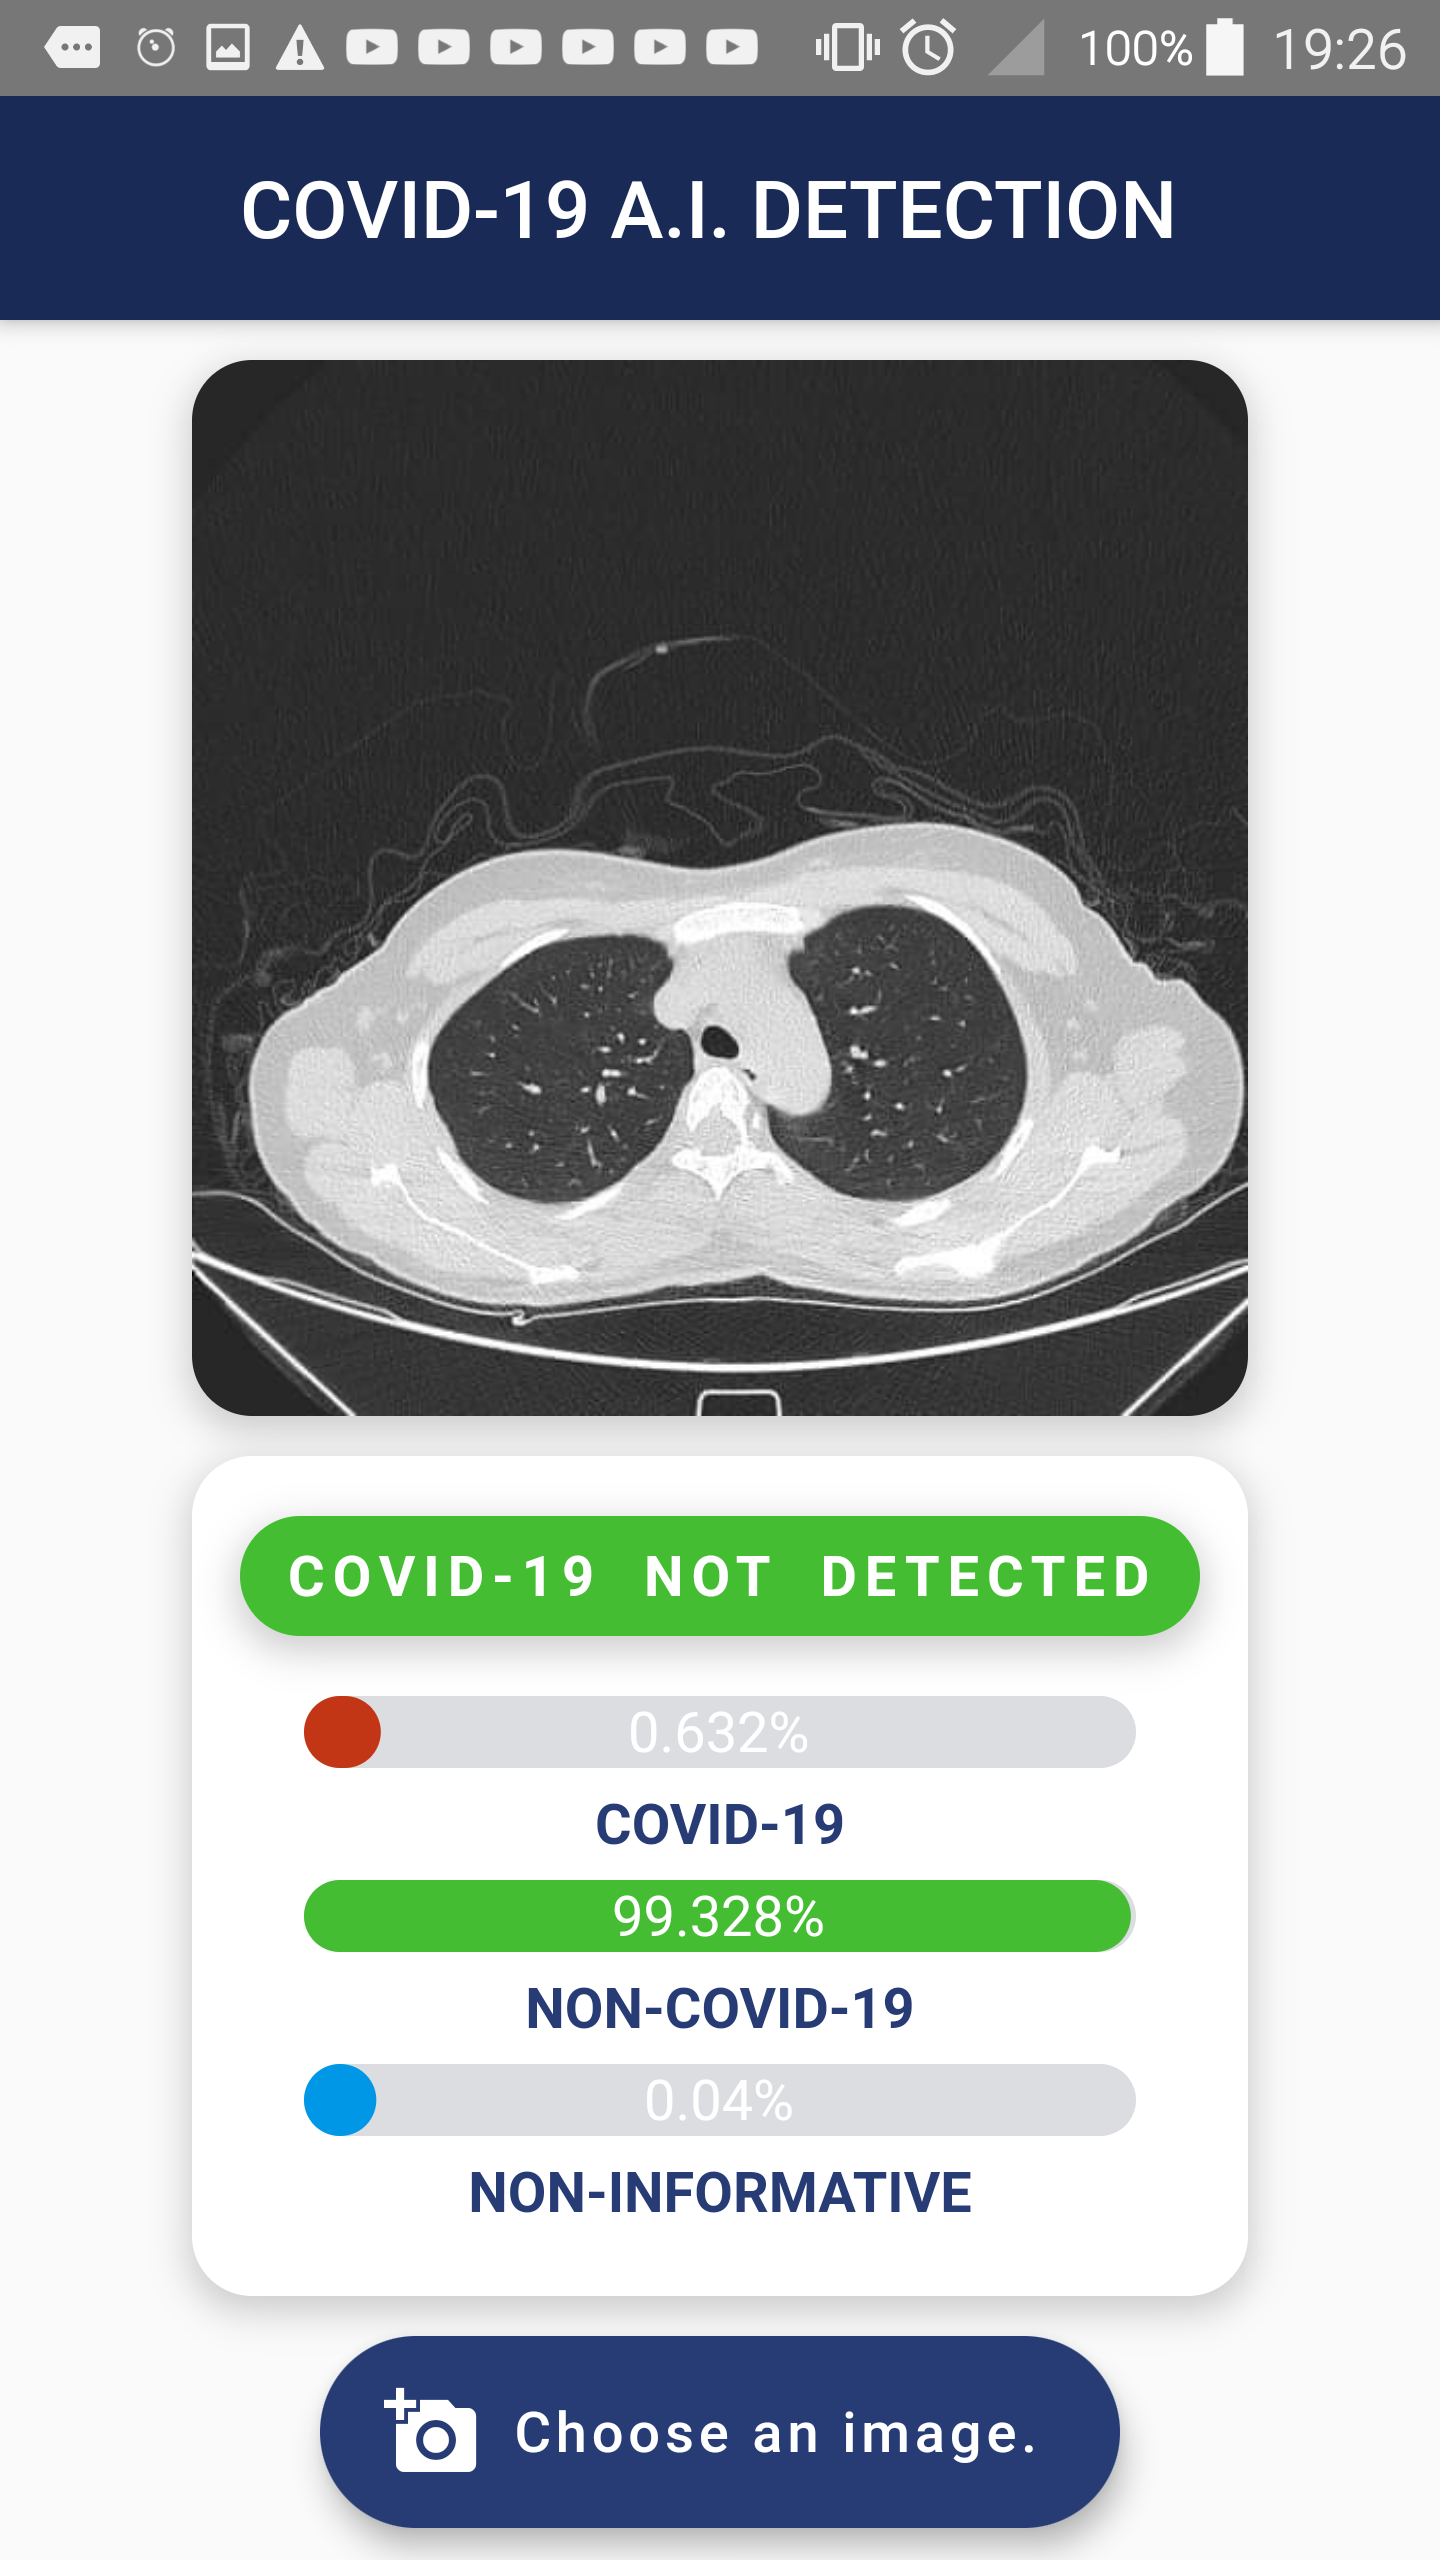 100% 19:26
COVID-19 A.I. DETECTION
COVID-19 NOT DETECTED
0.632%
COVID-19
99.328%
NON-COVID-19
0.04%
NON-INFORMATIVE
Choose an image.